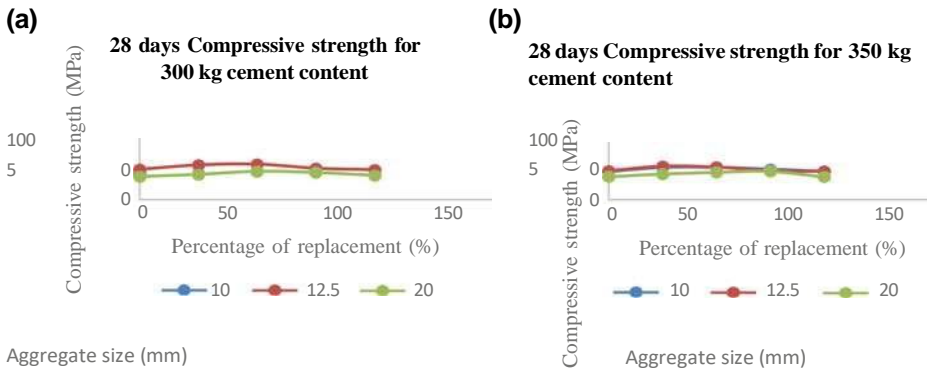 (a)
28 days Compressive strength for
300 kg cement content
Compressive strength (MPa)
100
5
0
0
0
50
100
150
Percentage of replacement (%)
10
12.5
20
Aggregate size (mm)
(b)
28 days Compressive strength for 350 kg
cement content
Compressive strength (MPa)
100
5
0
0
0
50
100
150
Percentage of replacement (%)
10
12.5
20
Aggregate size (mm)